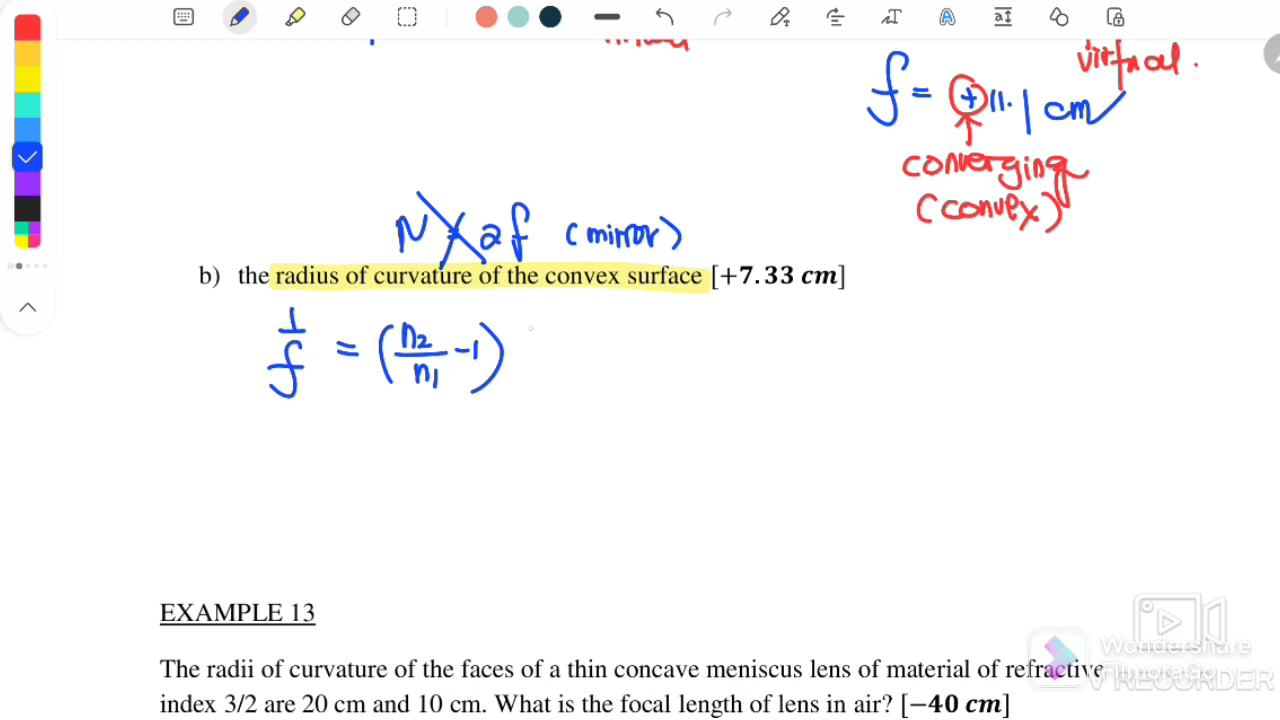 virtual.
f = +11.1 cm
converging
(convex)
r = 2f (mirror)
b) the radius of curvature of the convex surface [+7.33 cm]
1/f = (n2/n1 -1)
EXAMPLE 13
The radii of curvature of the faces of a thin concave meniscus lens of material of refractive
index 3/2 are 20 cm and 10 cm. What is the focal length of lens in air? [−40 cm]
Wondershare
FilmoraGo
V RECORDER